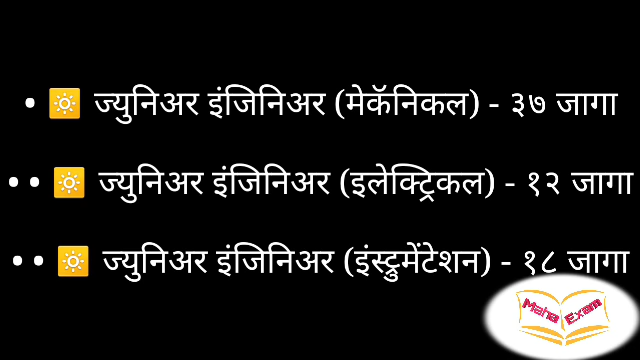 • 🔆 ज्युनिअर इंजिनिअर (मेकॅनिकल) - ३७ जागा
• • 🔆 ज्युनिअर इंजिनिअर (इलेक्ट्रिकल) - १२ जागा
• • 🔆 ज्युनिअर इंजिनिअर (इंस्ट्रुमेंटेशन) - १८ जागा
Maha Exam